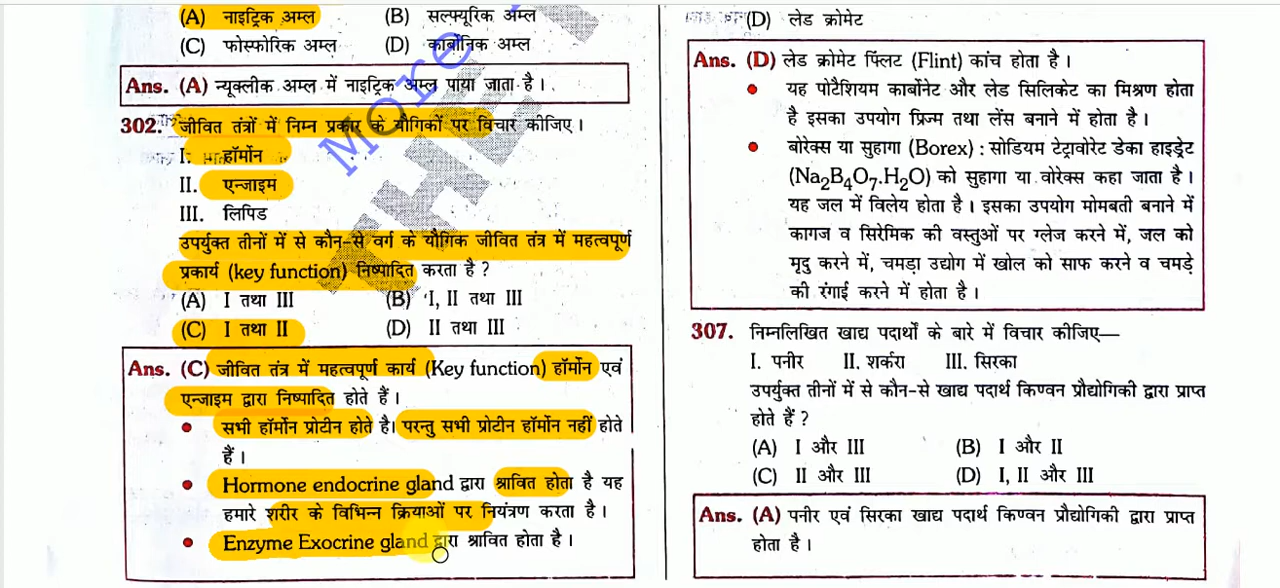 (A) नाइट्रिक अम्ल (B) सल्फ्यूरिक अम्ल
(C) फोस्फोरिक अम्ल (D) कार्बोनिक अम्ल
Ans. (A) न्यूक्लीक अम्ल में नाइट्रिक अम्ल पाया जाता है।
302. जीवित तंत्रों में निम्न प्रकार के यौगिकों पर विचार कीजिए।
I. हॉर्मोन
II. एन्जाइम
III. लिपिड
उपर्युक्त तीनों में से कौन-से वर्ग के यौगिक जीवित तंत्र में महत्वपूर्ण
प्रकार्य (key function) निष्पादित करता है ?
(A) I तथा III (B) I, II तथा III
(C) I तथा II (D) II तथा III
Ans. (C) जीवित तंत्र में महत्वपूर्ण कार्य (Key function) हॉर्मोन एवं
एन्जाइम द्वारा निष्पादित होते हैं।
• सभी हॉर्मोन प्रोटीन होते है। परन्तु सभी प्रोटीन हॉर्मोन नहीं होते
हैं।
• Hormone endocrine gland द्वारा श्रावित होता है यह
हमारे शरीर के विभिन्न क्रियाओं पर नियंत्रण करता है।
• Enzyme Exocrine gland द्वारा श्रावित होता है।
More
(D) लेड क्रोमेट
Ans. (D) लेड क्रोमेट फ्लिंट (Flint) कांच होता है।
• यह पोटैशियम कार्बोनेट और लेड सिलिकेट का मिश्रण होता
है इसका उपयोग प्रिज्म तथा लेंस बनाने में होता है।
• बोरेक्स या सुहागा (Borex) : सोडियम टेट्रावोरेट डेका हाइड्रेट
(Na₂B₄O₇.H₂O) को सुहागा या वोरेक्स कहा जाता है।
यह जल में विलेय होता है। इसका उपयोग मोमबती बनाने में
कागज व सिरेमिक की वस्तुओं पर ग्लेज करने में, जल को
मृदु करने में, चमड़ा उद्योग में खोल को साफ करने व चमड़े
की रंगाई करने में होता है।
307. निम्नलिखित खाद्य पदार्थों के बारे में विचार कीजिए—
I. पनीर II. शर्करा III. सिरका
उपर्युक्त तीनों में से कौन-से खाद्य पदार्थ किण्वन प्रौद्योगिकी द्वारा प्राप्त
होते हैं ?
(A) I और III (B) I और II
(C) II और III (D) I, II और III
Ans. (A) पनीर एवं सिरका खाद्य पदार्थ किण्वन प्रौद्योगिकी द्वारा प्राप्त
होता है।